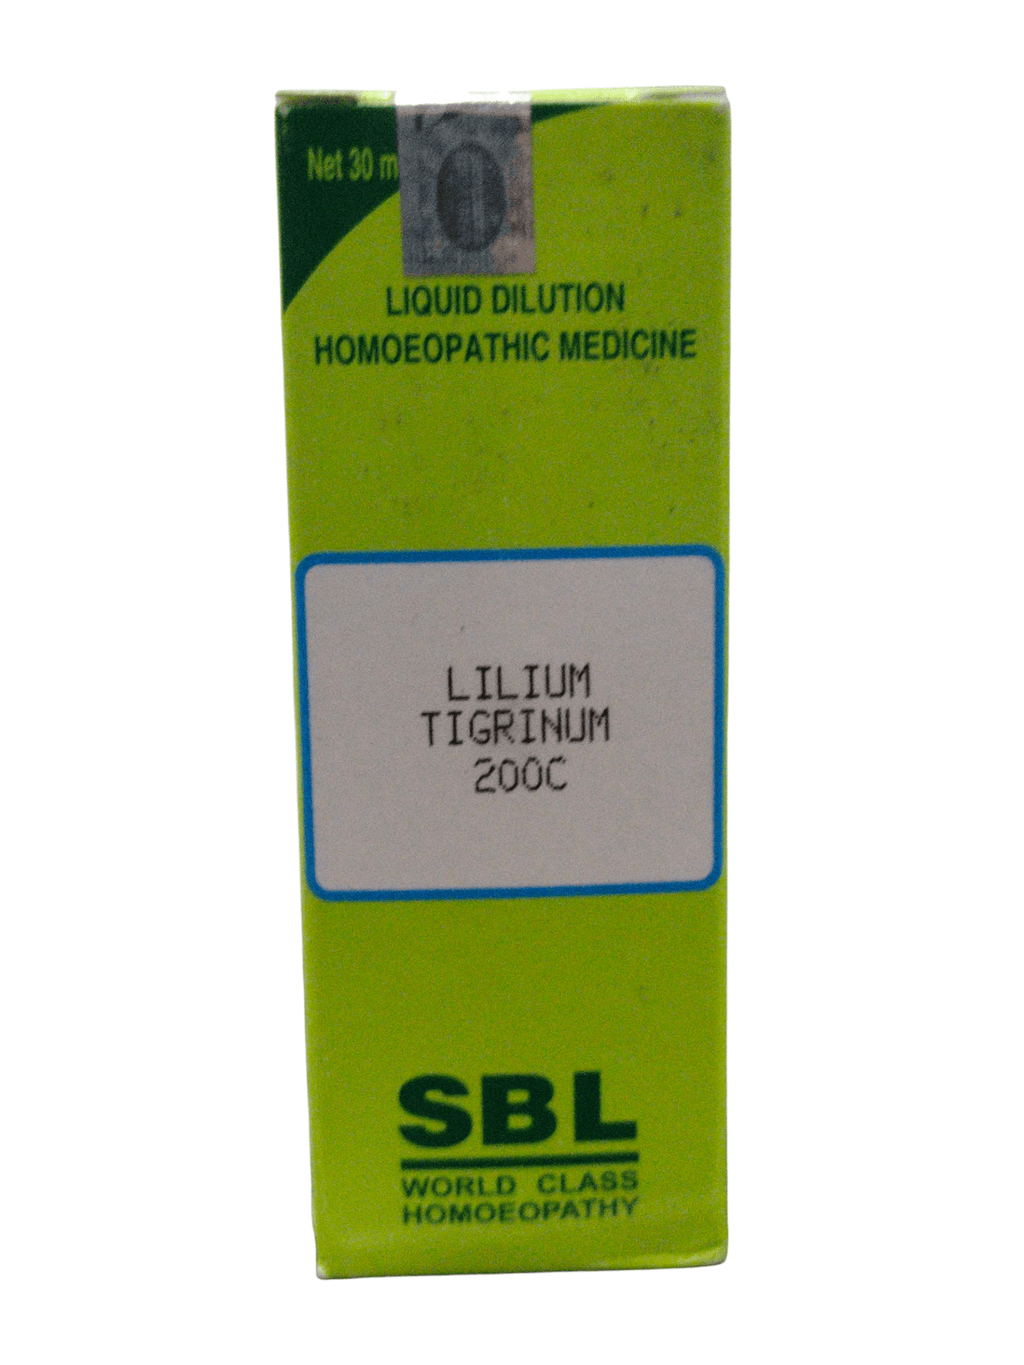 Net 30 m
LIQUID DILUTION
HOMOEOPATHIC MEDICINE
LILIUM
TIGRINUM
200C
SBL
WORLD CLASS
HOMOEOPATHY